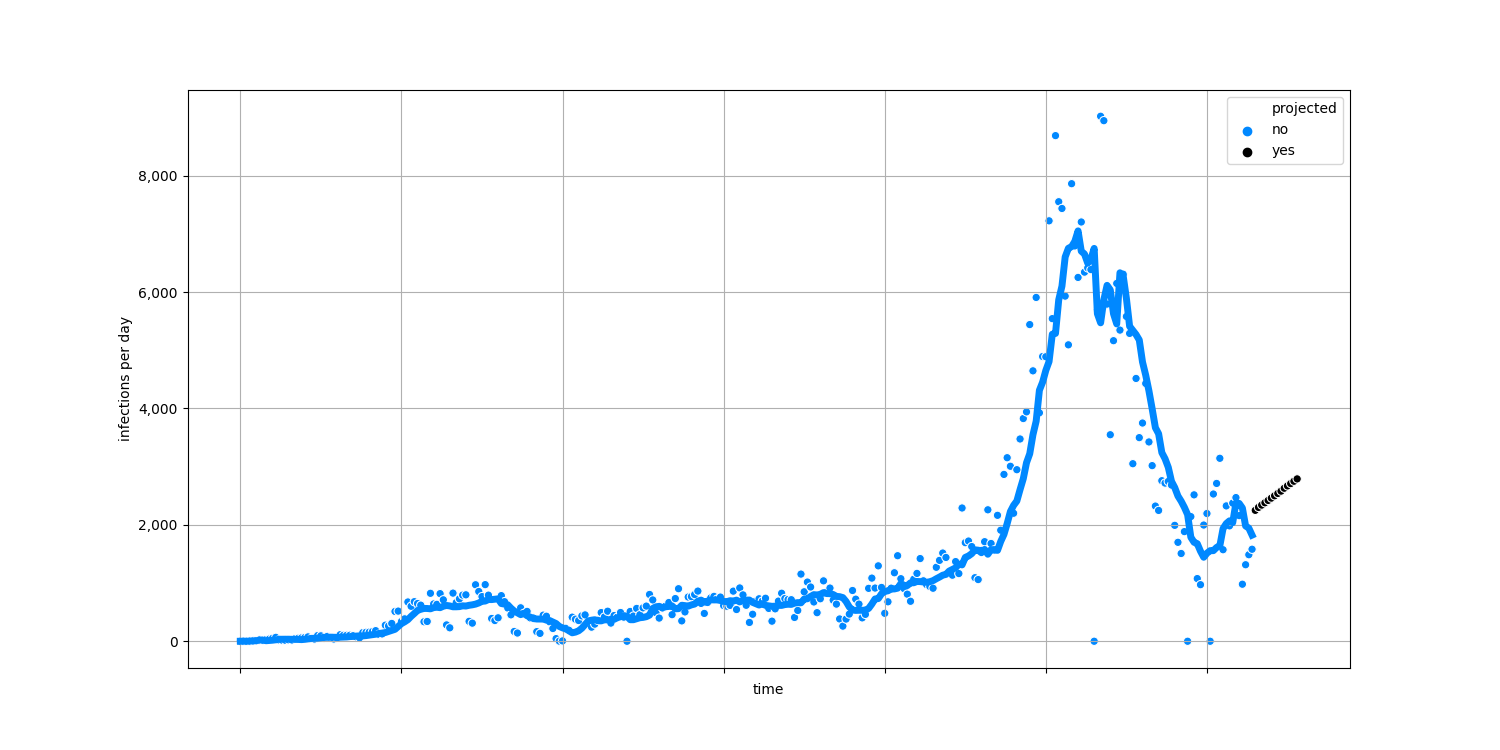 projected
no
yes
8,000
6,000
4,000
2,000
0
infections per day
time